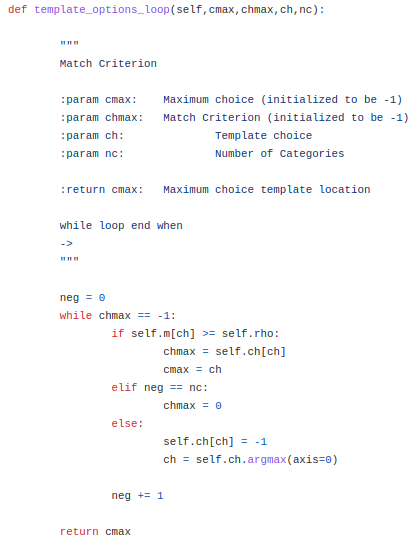 def template_options_loop(self,cmax,chmax,ch,nc):
"""
Match Criterion
:param cmax:    Maximum choice (initialized to be -1)
:param chmax:   Match Criterion (initialized to be -1)
:param ch:              Template choice
:param nc:              Number of Categories
:return cmax:   Maximum choice template location
while loop end when
->
"""
neg = 0
while chmax == -1:
if self.m[ch] >= self.rho:
chmax = self.ch[ch]
cmax = ch
elif neg == nc:
chmax = 0
else:
self.ch[ch] = -1
ch = self.ch.argmax(axis=0)
neg += 1
return cmax